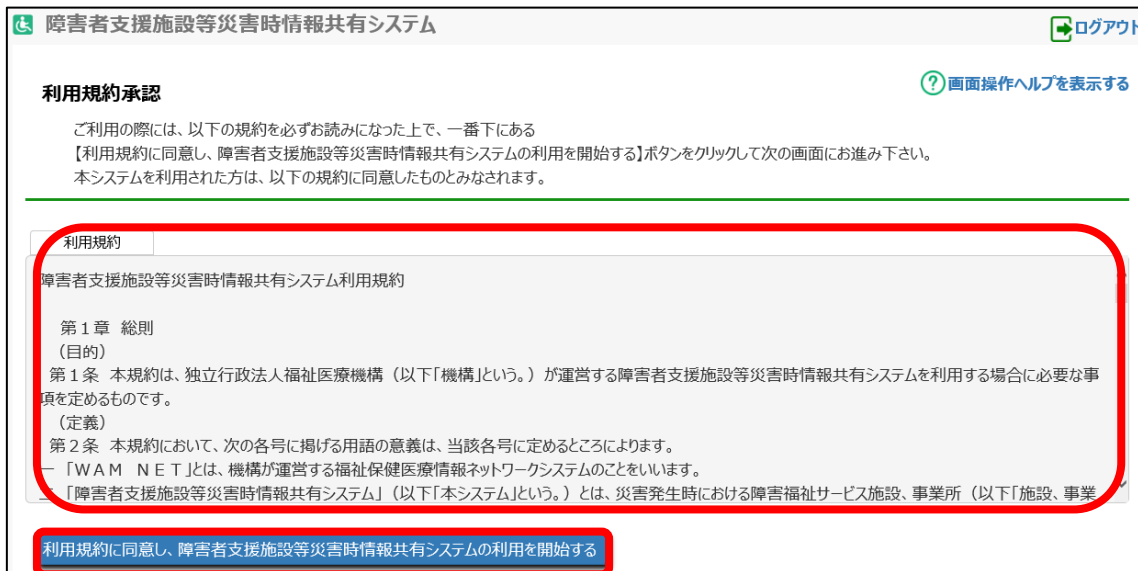 障害者支援施設等災害時情報共有システム
ログアウト
利用規約承認
?画面操作ヘルプを表示する
ご利用の際には、以下の規約を必ずお読みになった上で、一番下にある
【利用規約に同意し、障害者支援施設等災害時情報共有システムの利用を開始する】ボタンをクリックして次の画面にお進み下さい。
本システムを利用された方は、以下の規約に同意したものとみなされます。
利用規約
障害者支援施設等災害時情報共有システム利用規約
第１章 総則
（目的）
第１条 本規約は、独立行政法人福祉医療機構（以下「機構」という。）が運営する障害者支援施設等災害時情報共有システムを利用する場合に必要な事
項を定めるものです。
（定義）
第２条 本規約において、次の各号に掲げる用語の意義は、当該各号に定めるところによります。
一 「ＷＡＭ ＮＥＴ」とは、機構が運営する福祉保健医療情報ネットワークシステムのことをいいます。
二 「障害者支援施設等災害時情報共有システム」（以下「本システム」という。）とは、災害発生時における障害福祉サービス施設、事業所（以下「施設、事業
利用規約に同意し、障害者支援施設等災害時情報共有システムの利用を開始する